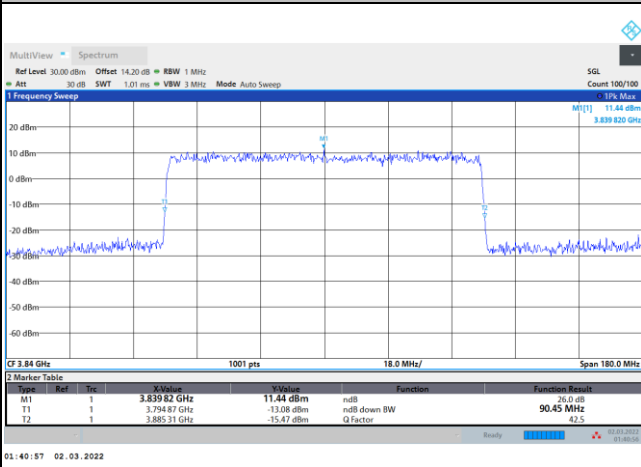 MultiView Spectrum
Ref Level 30.00 dBm Offset 14.20 dB RBW 1 MHz SGL
Att 30 dB SWT 1.01 ms VBW 3 MHz Mode Auto Sweep Count 100/100
1 Frequency Sweep 1Pk Max
M1[1] 11.44 dBm
3.839 820 GHz
20 dBm
M1
10 dBm
0 dBm
T1
-10 dBm
T2
-20 dBm
-30 dBm
-40 dBm
-50 dBm
-60 dBm
CF 3.84 GHz 1001 pts 18.0 MHz/ Span 180.0 MHz
2 Marker Table
Type Ref Trc X-Value Y-Value Function Function Result
M1 1 3.839 82 GHz 11.44 dBm ndB 26.0 dB
T1 1 3.794 87 GHz -13.08 dBm ndB down BW 90.45 MHz
T2 1 3.885 31 GHz -15.47 dBm Q Factor 42.5
Ready 02.03.2022
01:40:56
01:40:57 02.03.2022